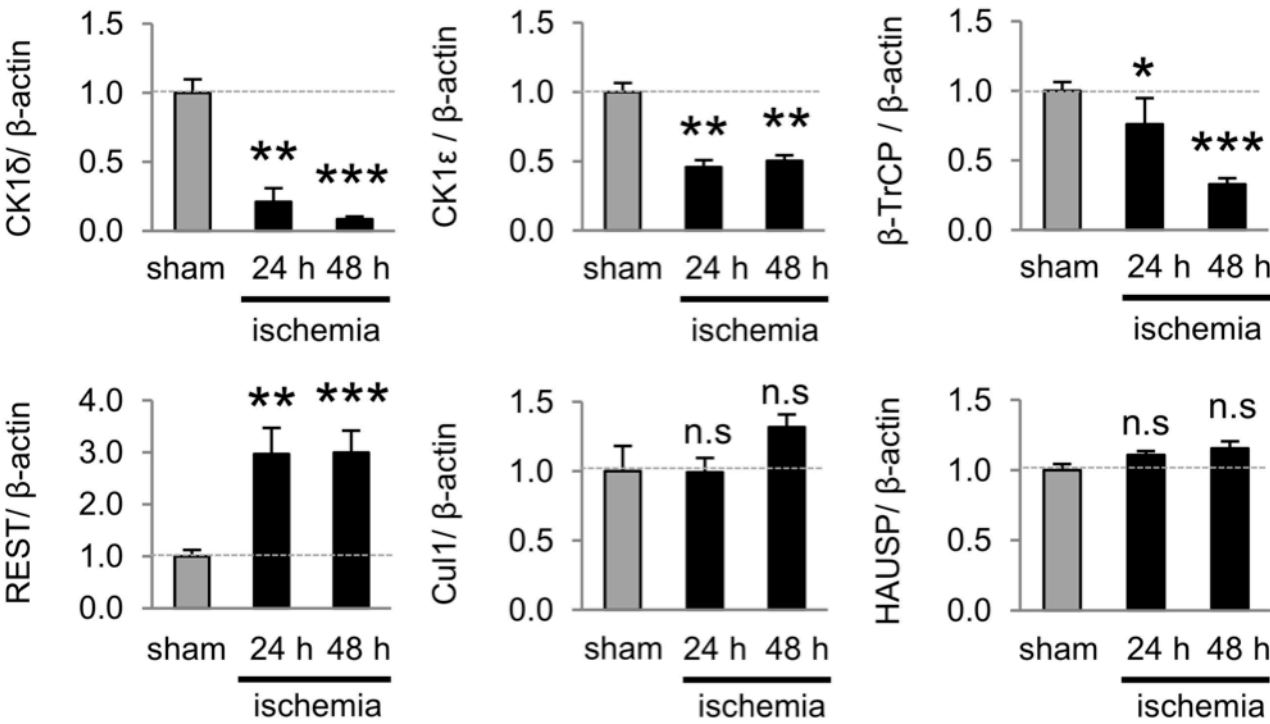 CK1δ/ β-actin
1.5
1.0
0.5
0.0
**
***
sham 24 h 48 h
ischemia
CK1ε / β-actin
1.5
1.0
0.5
0.0
**
**
sham 24 h 48 h
ischemia
β-TrCP / β-actin
1.5
1.0
0.5
0.0
*
***
sham 24 h 48 h
ischemia
REST/ β-actin
4.0
3.0
2.0
1.0
0.0
**
***
sham 24 h 48 h
ischemia
Cul1/ β-actin
1.5
1.0
0.5
0.0
n.s
n.s
sham 24 h 48 h
ischemia
HAUSP/ β-actin
1.5
1.0
0.5
0.0
n.s
n.s
sham 24 h 48 h
ischemia